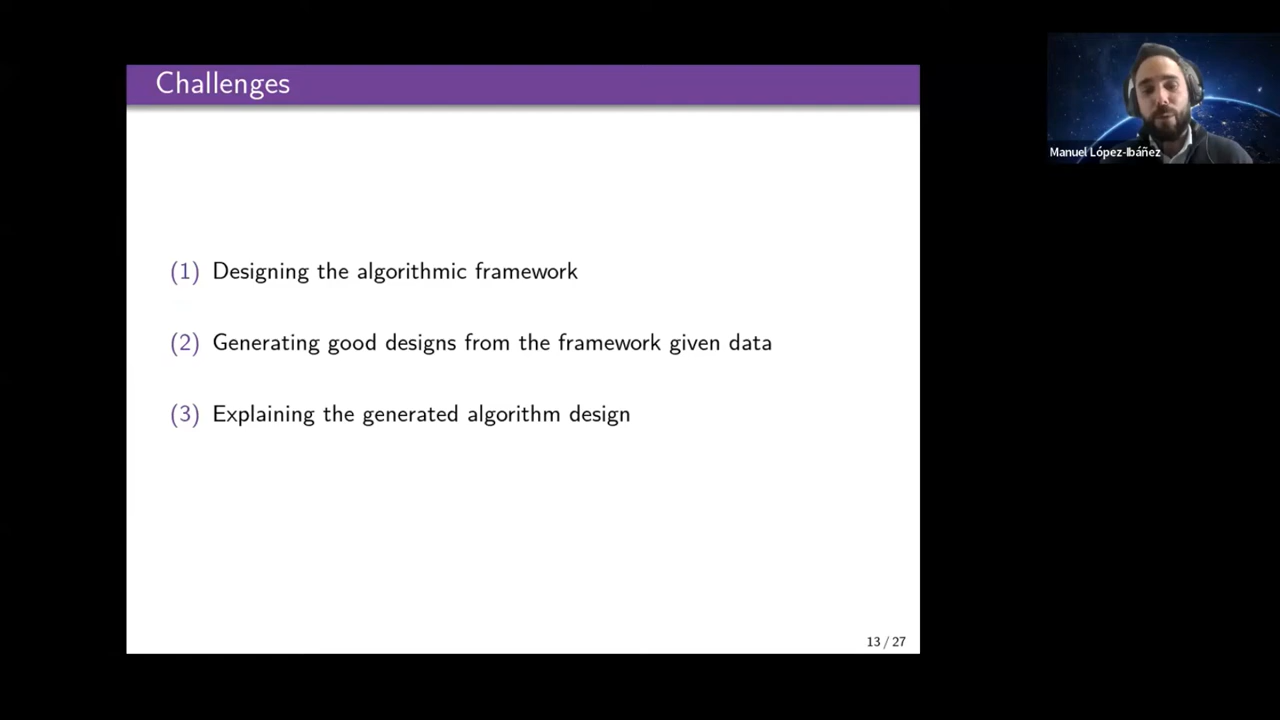 Challenges
Manuel López-Ibáñez
(1) Designing the algorithmic framework
(2) Generating good designs from the framework given data
(3) Explaining the generated algorithm design
13 / 27